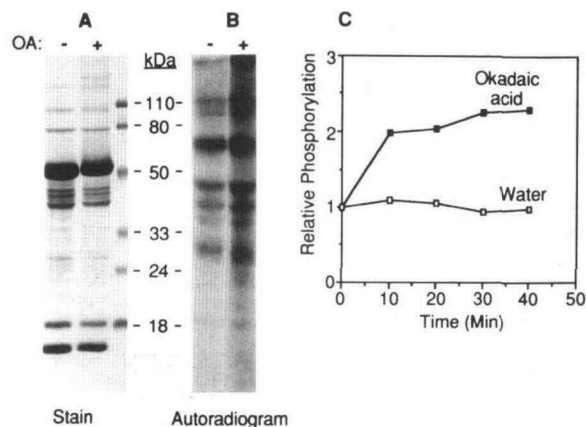 A
B
C
OA: - +
kDa
- +
- 110 -
- 80 -
- 50 -
- 33 -
- 24 -
- 18 -
Stain
Autoradiogram
Relative Phosphorylation
3
2
1
0
Okadaic
acid
Water
0 10 20 30 40 50
Time (Min)